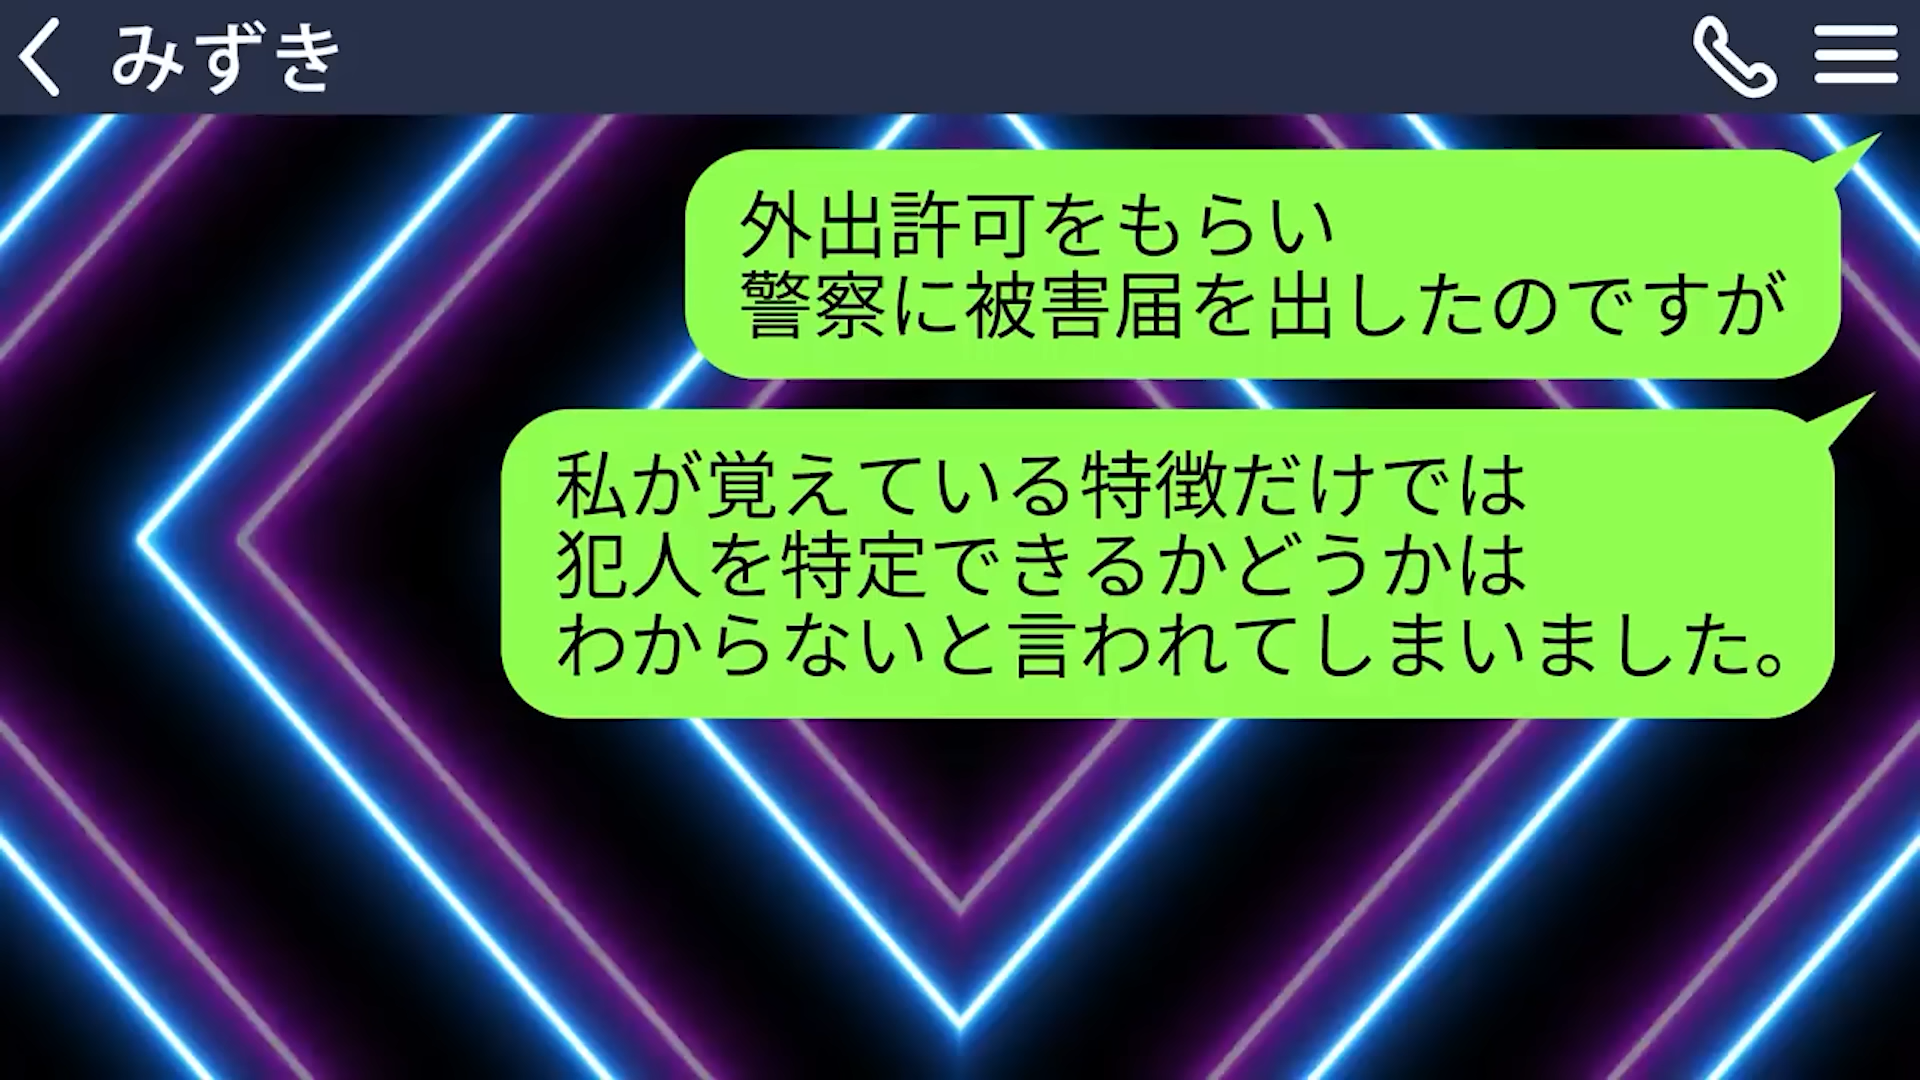 みずき
外出許可をもらい
警察に被害届を出したのですが
私が覚えている特徴だけでは
犯人を特定できるかどうかは
わからないと言われてしまいました。